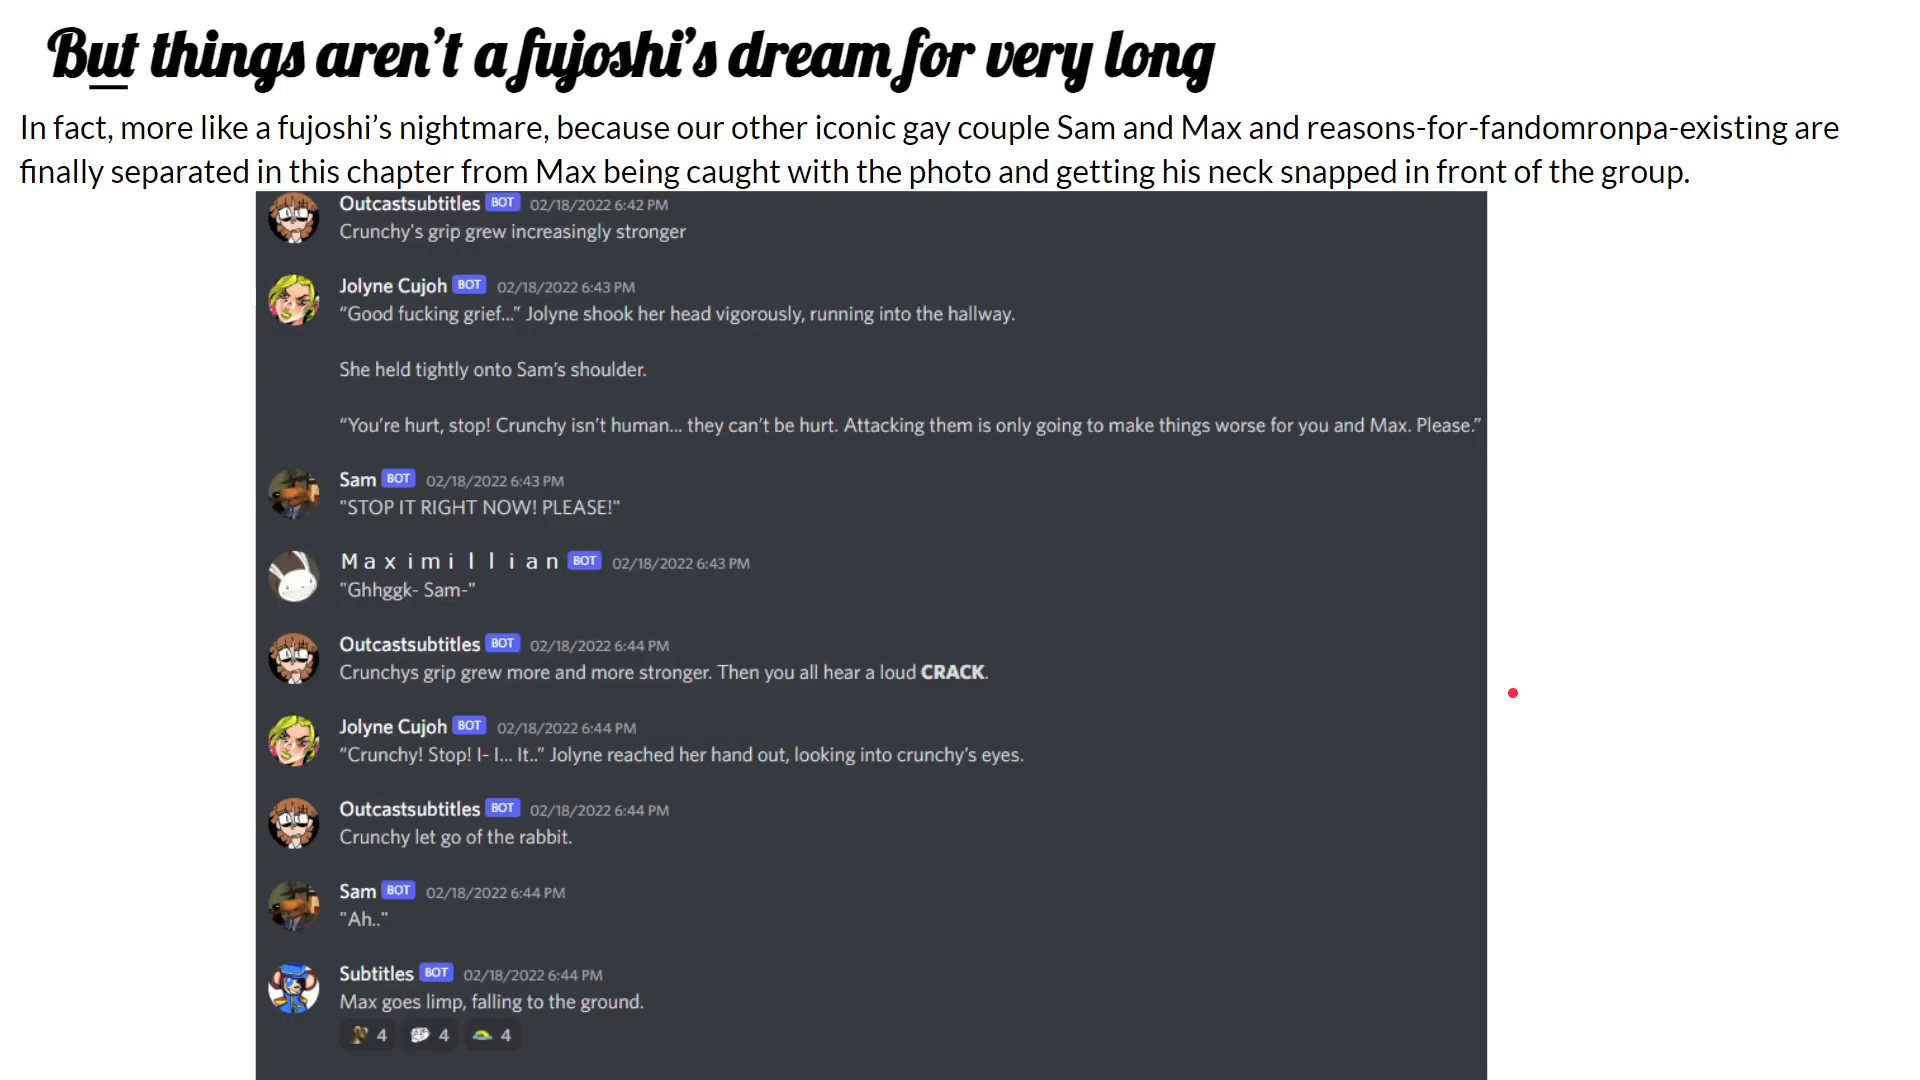 But things aren’t a fujoshi’s dream for very long
In fact, more like a fujoshi’s nightmare, because our other iconic gay couple Sam and Max and reasons-for-fandomronpa-existing are
finally separated in this chapter from Max being caught with the photo and getting his neck snapped in front of the group.
Outcastsubtitles BOT 02/18/2022 6:42 PM
Crunchy's grip grew increasingly stronger
Jolyne Cujoh BOT 02/18/2022 6:43 PM
“Good fucking grief...” Jolyne shook her head vigorously, running into the hallway.
She held tightly onto Sam’s shoulder.
“You’re hurt, stop! Crunchy isn’t human... they can’t be hurt. Attacking them is only going to make things worse for you and Max. Please.”
Sam BOT 02/18/2022 6:43 PM
"STOP IT RIGHT NOW! PLEASE!"
M a x i m i l l i a n BOT 02/18/2022 6:43 PM
"Ghhggk- Sam-"
Outcastsubtitles BOT 02/18/2022 6:44 PM
Crunchys grip grew more and more stronger. Then you all hear a loud CRACK.
Jolyne Cujoh BOT 02/18/2022 6:44 PM
“Crunchy! Stop! I- I... It..” Jolyne reached her hand out, looking into crunchy’s eyes.
Outcastsubtitles BOT 02/18/2022 6:44 PM
Crunchy let go of the rabbit.
Sam BOT 02/18/2022 6:44 PM
"Ah.."
Subtitles BOT 02/18/2022 6:44 PM
Max goes limp, falling to the ground.
4 4 4